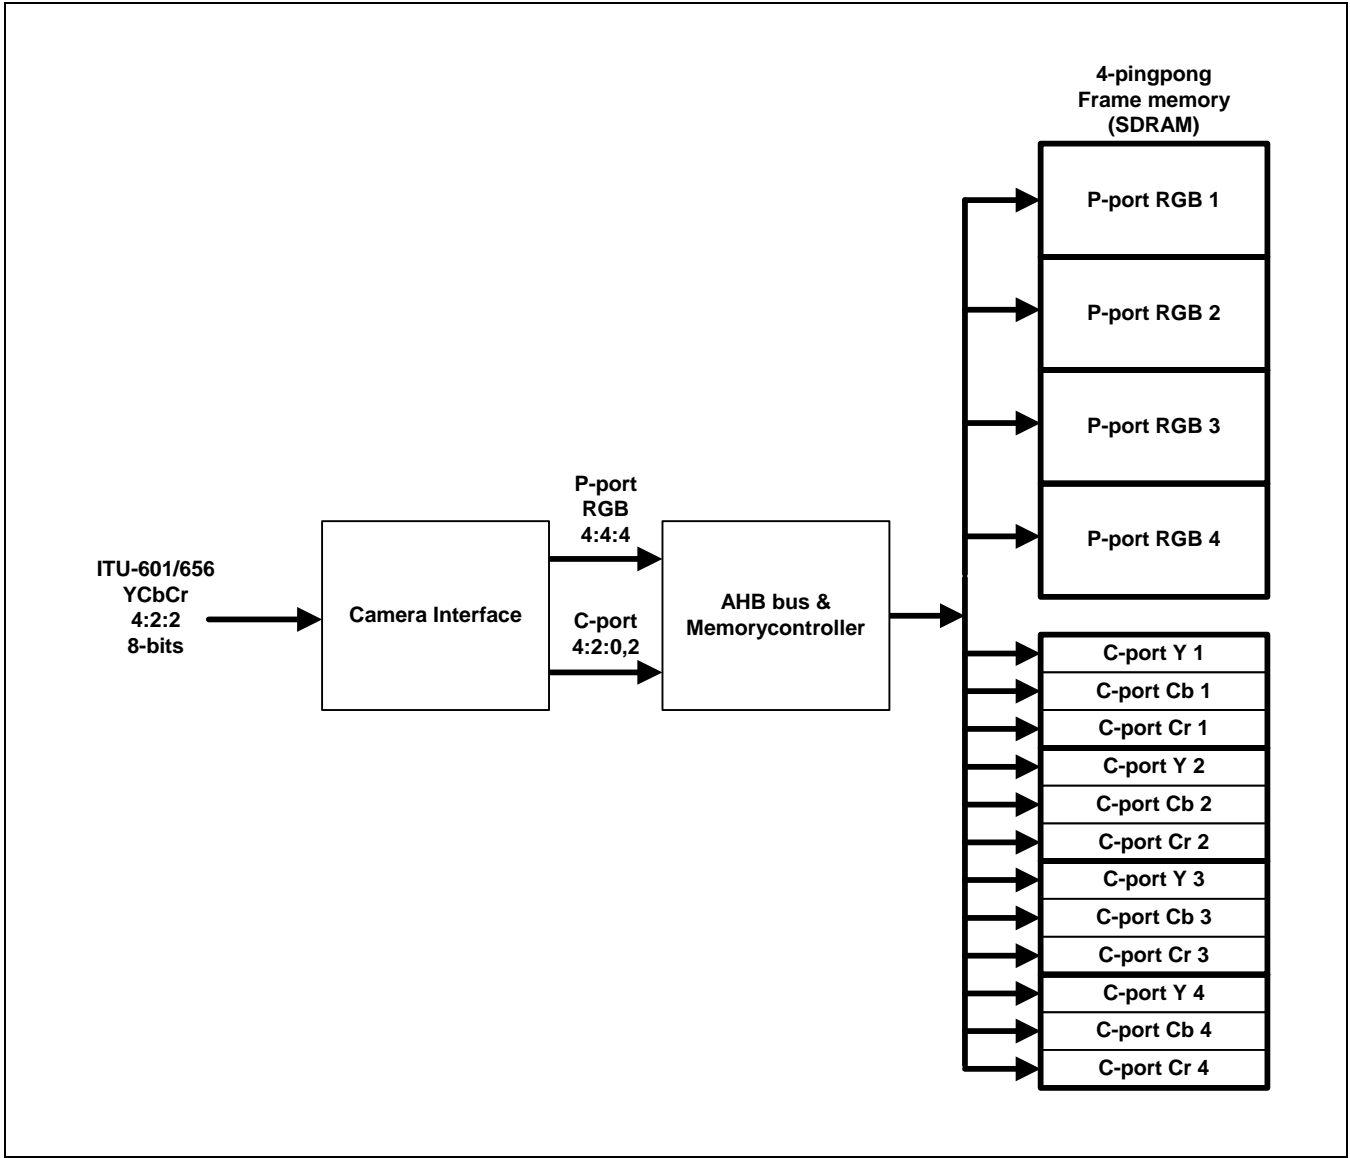 4-pingpong
Frame memory
(SDRAM)
P-port RGB 1
P-port RGB 2
P-port RGB 3
P-port RGB 4
P-port
RGB
4:4:4
ITU-601/656
YCbCr
4:2:2
8-bits
Camera Interface
C-port
4:2:0,2
AHB bus &
Memorycontroller
C-port Y 1
C-port Cb 1
C-port Cr 1
C-port Y 2
C-port Cb 2
C-port Cr 2
C-port Y 3
C-port Cb 3
C-port Cr 3
C-port Y 4
C-port Cb 4
C-port Cr 4